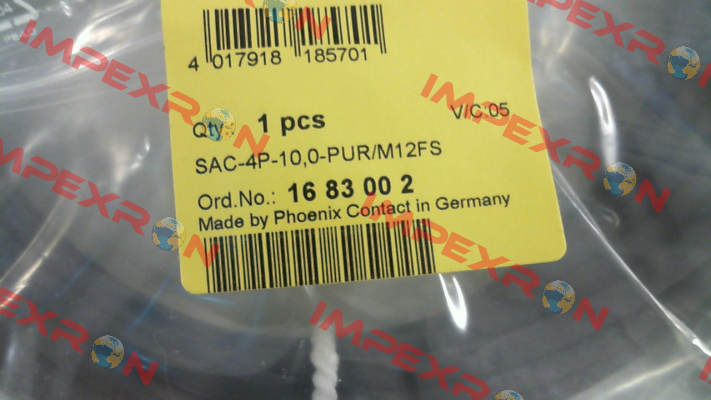 4 017918 185701
Qty 1 pcs V/C:05
SAC-4P-10,0-PUR/M12FS
Ord.No.: 16 83 00 2
Made by Phoenix Contact in Germany
IMPEXRON
IMPEXRON
IMPEXRON
IMPEXRON
IMPEXRON
IMPEXRON